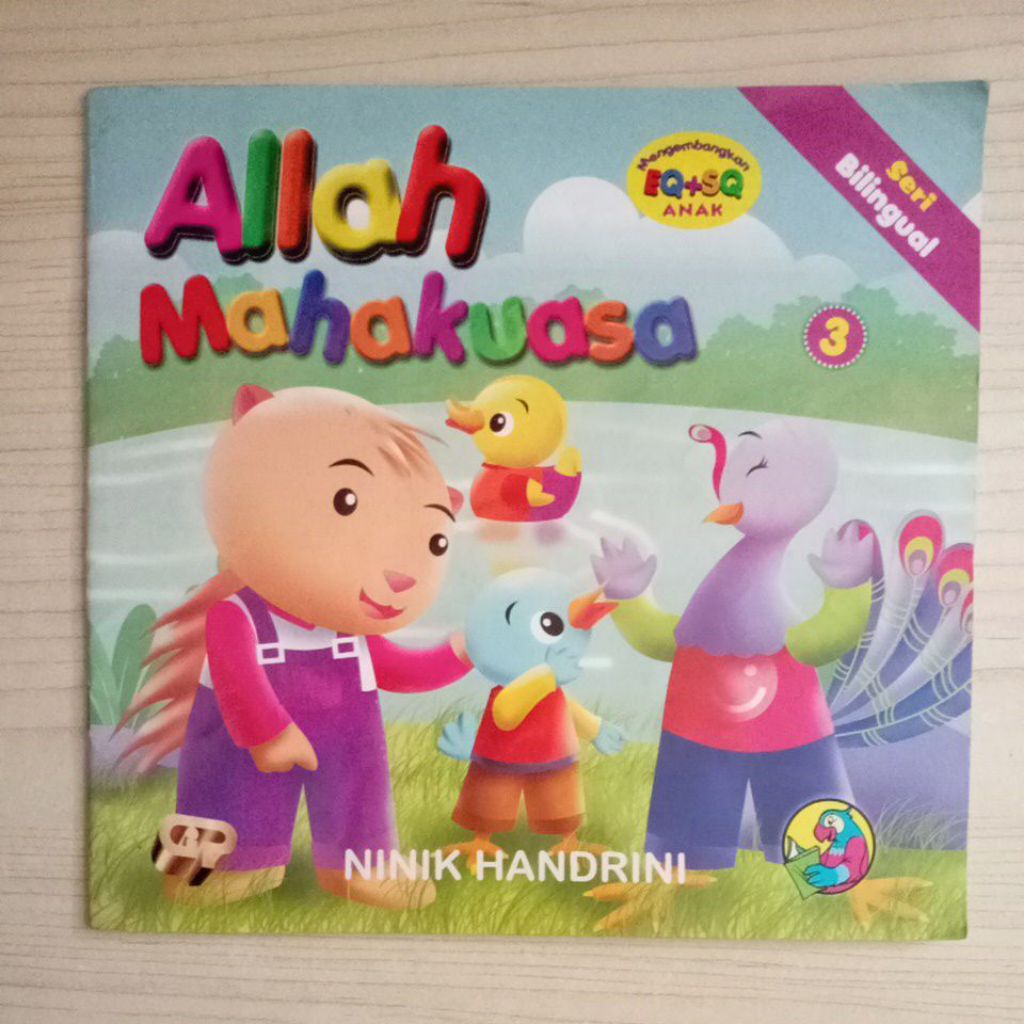 Allah
Mahakuasa
Mengembangkan
EQ+SQ
ANAK
Seri
Bilingual
3
NINIK HANDRINI